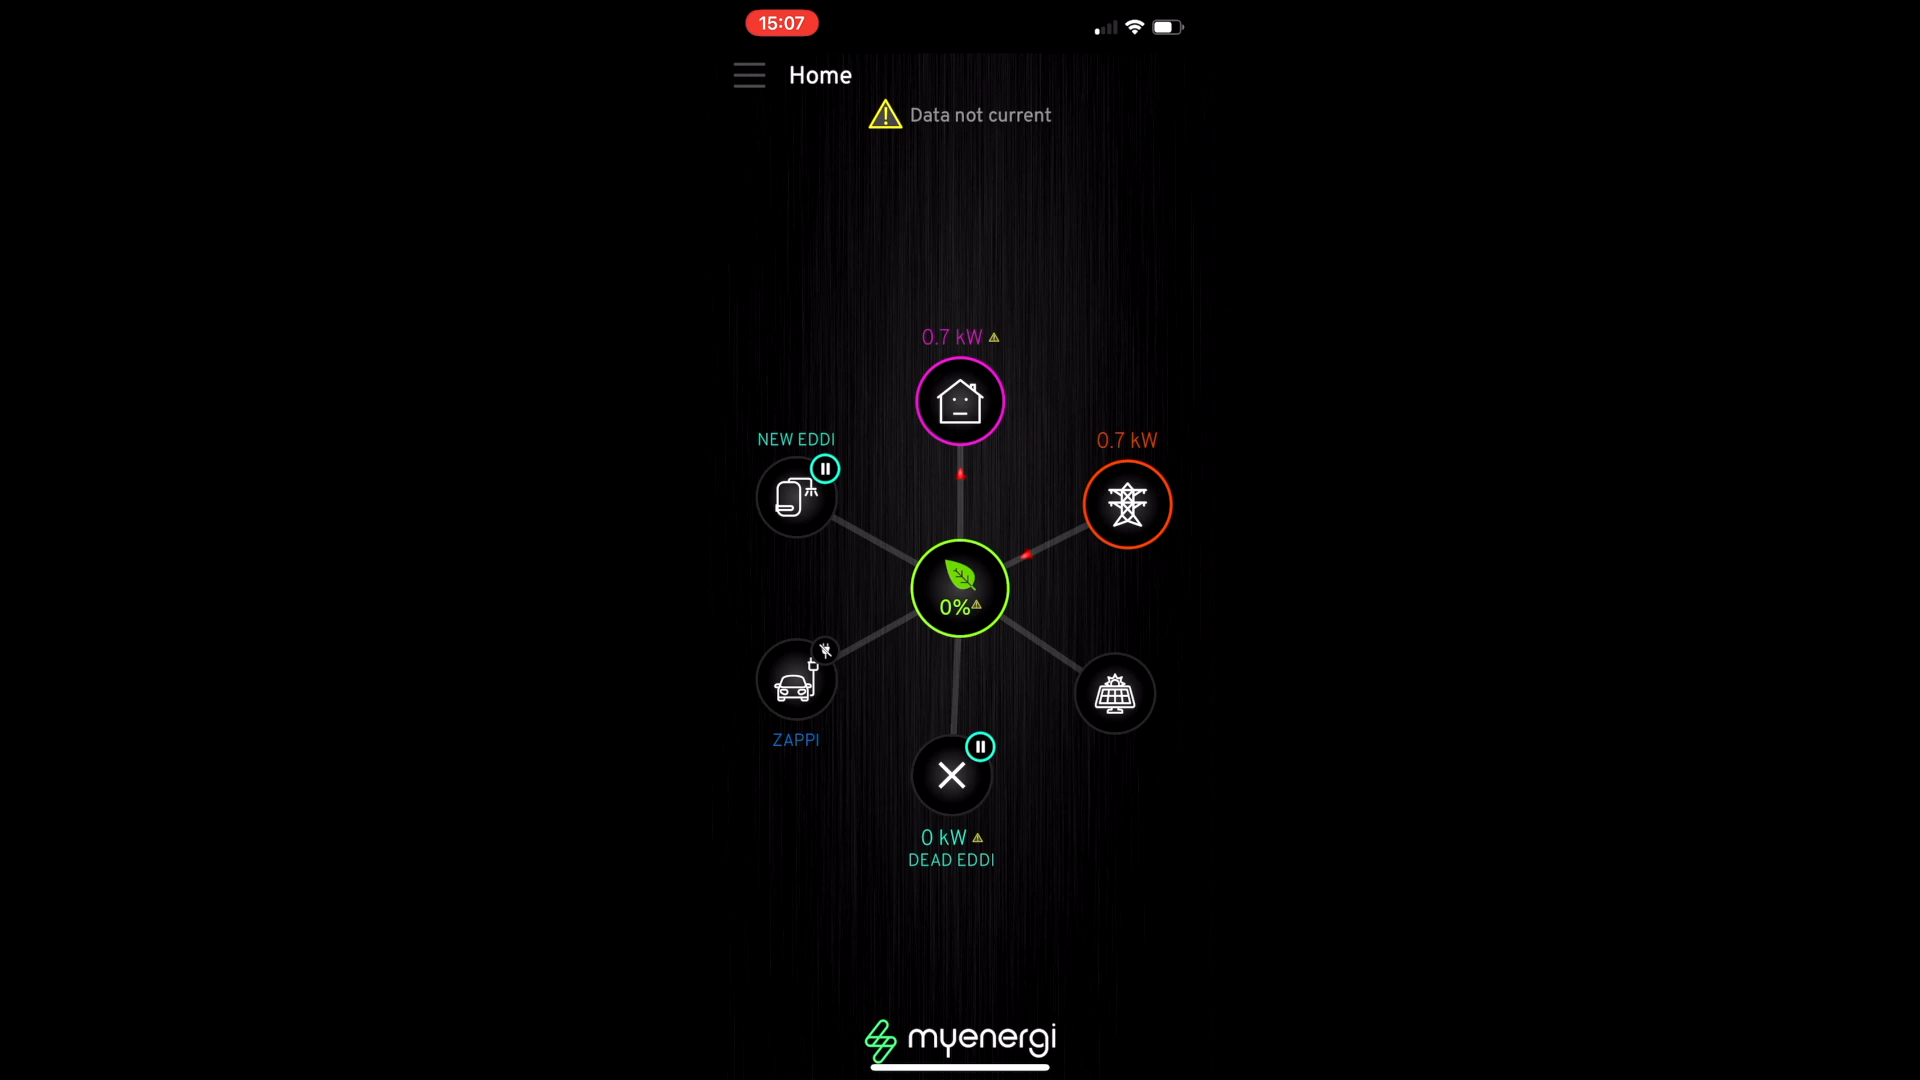 15:07
Home
Data not current
0.7 kW
NEW EDDI
0.7 kW
0%
ZAPPI
0 kW
DEAD EDDI
myenergi